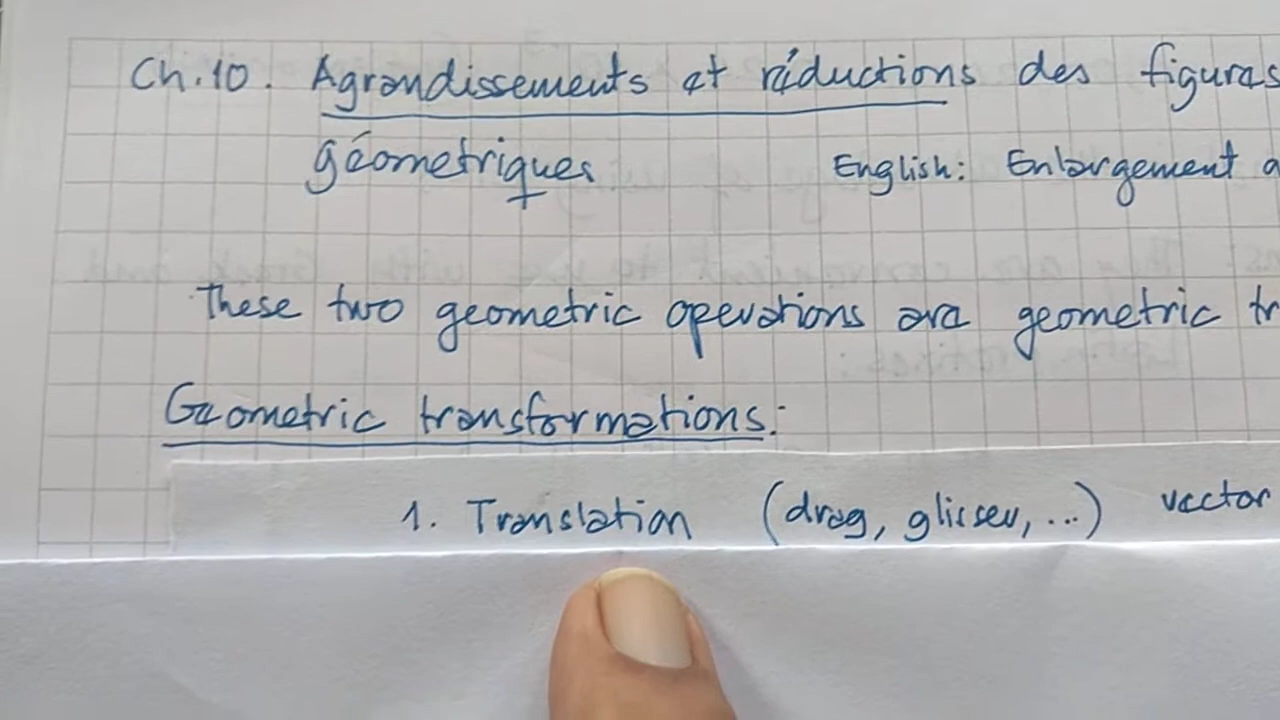 Ch.10. Agrandissements et réductions des figures
géometriques English: Enlargement a
These two geometric operations are geometric tr
Geometric transformations:
1. Translation (drag, glisser, ...) vector